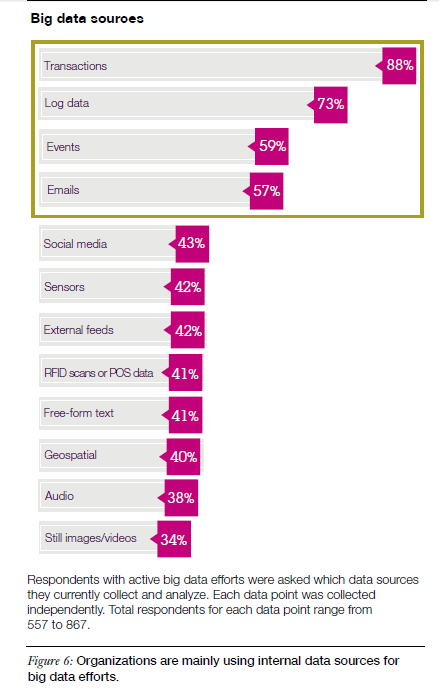 Big data sources
Transactions 88%
Log data 73%
Events 59%
Emails 57%
Social media 43%
Sensors 42%
External feeds 42%
RFID scans or POS data 41%
Free-form text 41%
Geospatial 40%
Audio 38%
Still images/videos 34%
Respondents with active big data efforts were asked which data sources
they currently collect and analyze. Each data point was collected
independently. Total respondents for each data point range from
557 to 867.
Figure 6: Organizations are mainly using internal data sources for
big data efforts.